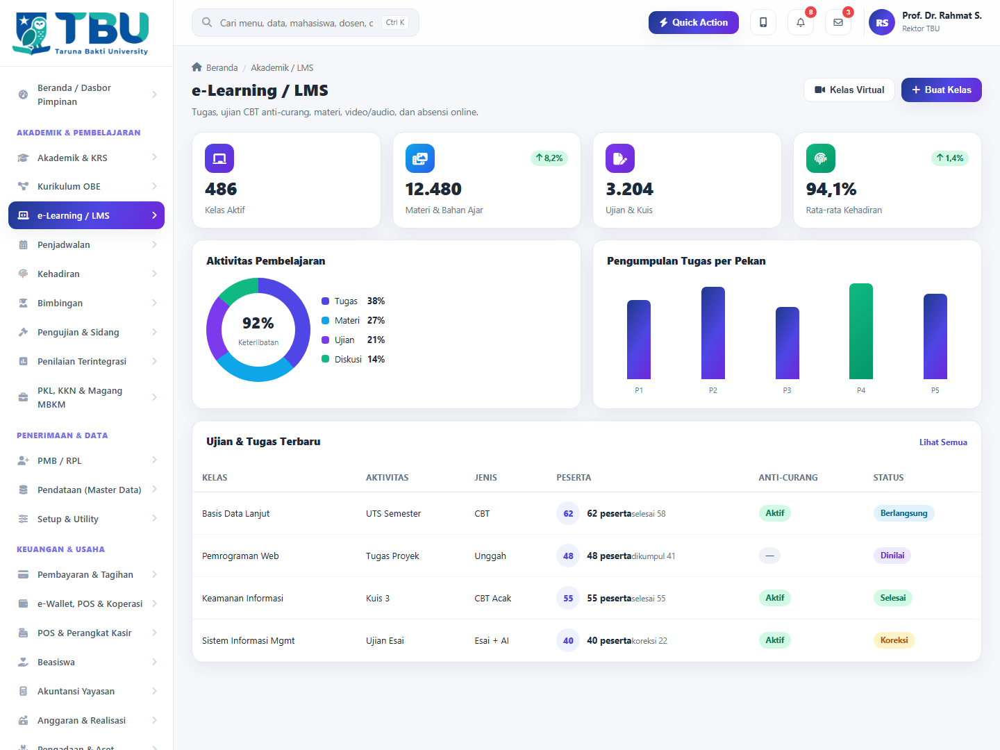 TBU
Taruna Bakti University
Cari menu, data, mahasiswa, dosen, c
Ctrl K
Quick Action
8
3
RS
Prof. Dr. Rahmat S.
Rektor TBU
Beranda / Dasbor
Pimpinan
AKADEMIK & PEMBELAJARAN
Akademik & KRS
Kurikulum OBE
e-Learning / LMS
Penjadwalan
Kehadiran
Bimbingan
Pengujian & Sidang
Penilaian Terintegrasi
PKL, KKN & Magang
MBKM
PENERIMAAN & DATA
PMB / RPL
Pendataan (Master Data)
Setup & Utility
KEUANGAN & USAHA
Pembayaran & Tagihan
e-Wallet, POS & Koperasi
POS & Perangkat Kasir
Beasiswa
Akuntansi Yayasan
Anggaran & Realisasi
Pengadaan & Aset
Beranda / Akademik / LMS
e-Learning / LMS
Tugas, ujian CBT anti-curang, materi, video/audio, dan absensi online.
Kelas Virtual
Buat Kelas
486
Kelas Aktif
8,2%
12.480
Materi & Bahan Ajar
3.204
Ujian & Kuis
1,4%
94,1%
Rata-rata Kehadiran
Aktivitas Pembelajaran
92%
Keterlibatan
Tugas 38%
Materi 27%
Ujian 21%
Diskusi 14%
Pengumpulan Tugas per Pekan
P1 P2 P3 P4 P5
Ujian & Tugas Terbaru
Lihat Semua
KELAS AKTIVITAS JENIS PESERTA ANTI-CURANG STATUS
Basis Data Lanjut UTS Semester CBT 62 62 pesertaselesai 58 Aktif Berlangsung
Pemrograman Web Tugas Proyek Unggah 48 48 pesertadikumpul 41 — Dinilai
Keamanan Informasi Kuis 3 CBT Acak 55 55 pesertaselesai 55 Aktif Selesai
Sistem Informasi Mgmt Ujian Esai Esai + AI 40 40 pesertakoreksi 22 Aktif Koreksi